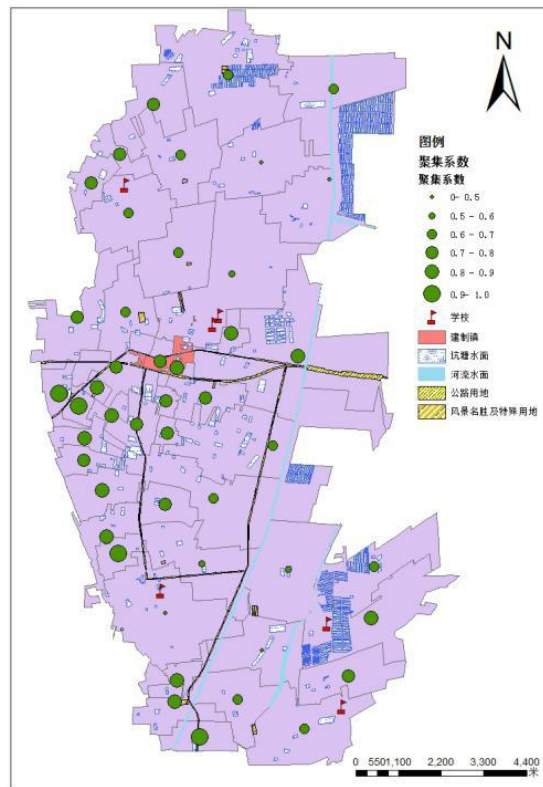 N
图例
聚集系数
聚集系数
0- 0.5
0.5 - 0.6
0.6 - 0.7
0.7 - 0.8
0.8 - 0.9
0.9- 1.0
学校
建制镇
坑塘水面
河流水面
公路用地
风景名胜及特殊用地
0 5501,100 2,200 3,300 4,400
米